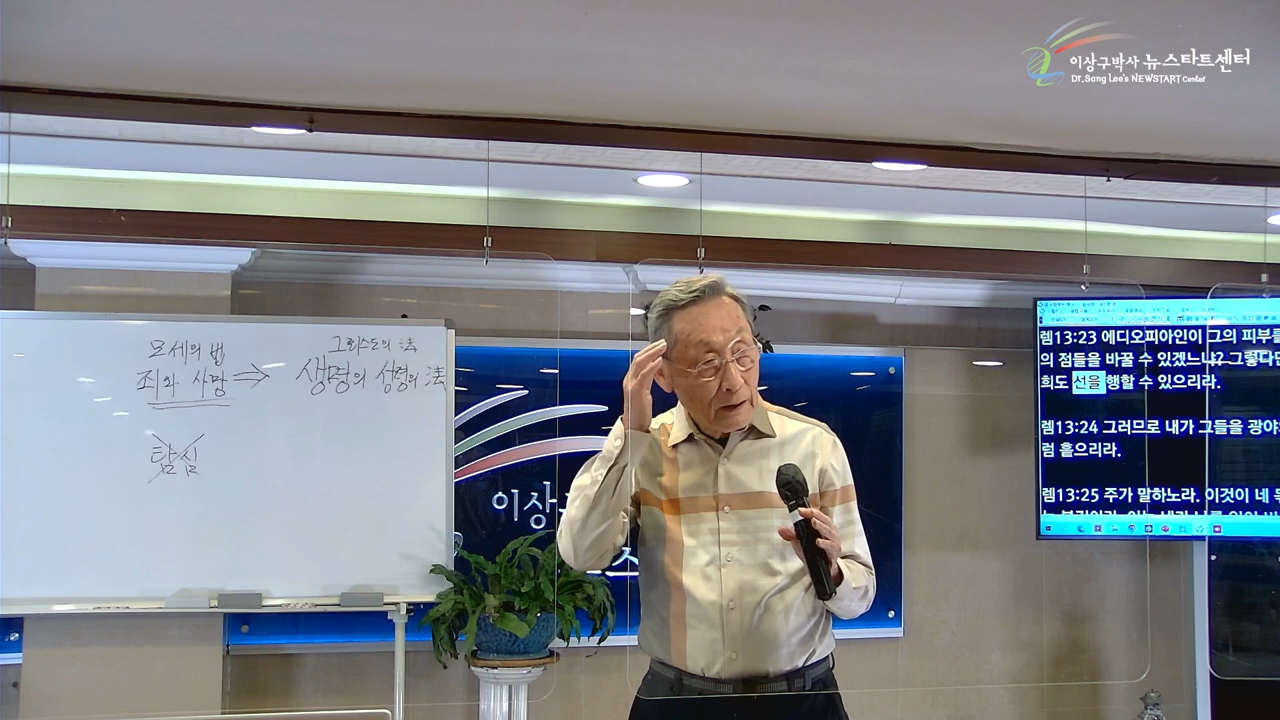 이상구박사 뉴스타트센터
Dr. Sang Lee's NEWSTART Center
모세의 법
죄와 사망 ⇒
탐심
그리스도의 法
생명의 성령의 法
이상
렘13:23 에디오피아인이 그의 피부를
의 점들을 바꿀 수 있겠느냐? 그렇다면
희도 선을 행할 수 있으리라.
렘13:24 그러므로 내가 그들을 광야
럼 흩으리라.
렘13:25 주가 말하노라. 이것이 네